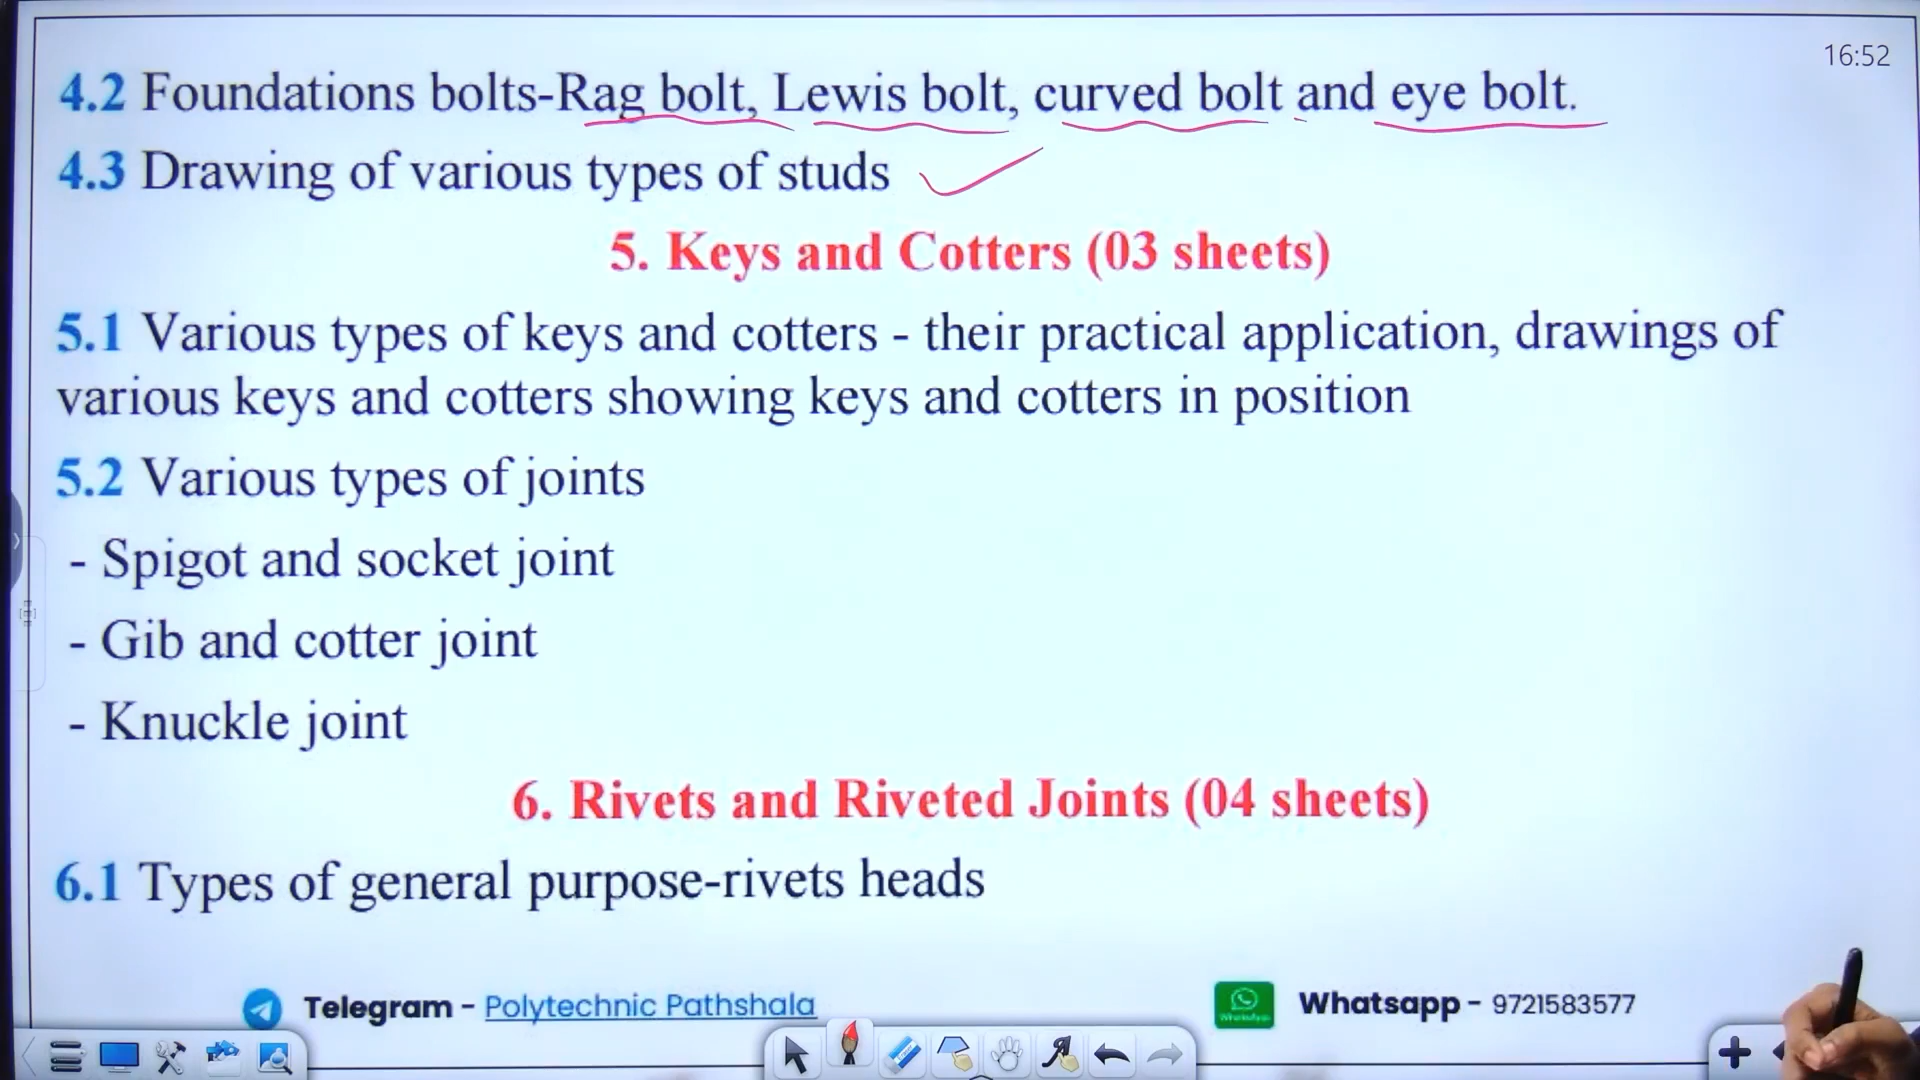 16:52
4.2 Foundations bolts-Rag bolt, Lewis bolt, curved bolt and eye bolt.
4.3 Drawing of various types of studs
5. Keys and Cotters (03 sheets)
5.1 Various types of keys and cotters - their practical application, drawings of
various keys and cotters showing keys and cotters in position
5.2 Various types of joints
- Spigot and socket joint
- Gib and cotter joint
- Knuckle joint
6. Rivets and Riveted Joints (04 sheets)
6.1 Types of general purpose-rivets heads
Telegram - Polytechnic Pathshala
Whatsapp - 9721583577